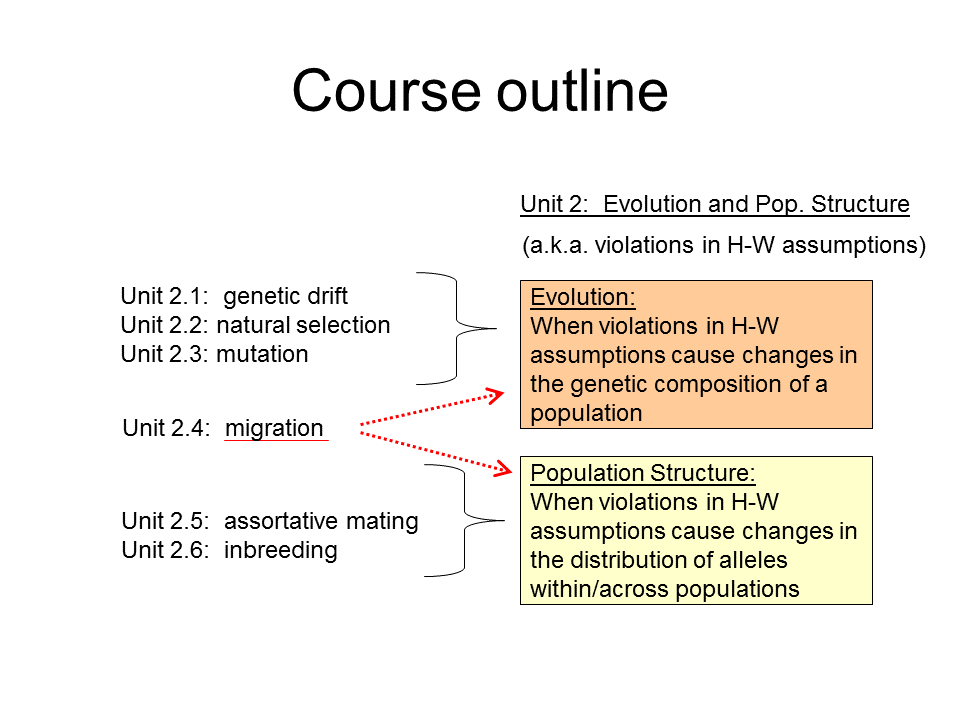 Course outline
Unit 2:  Evolution and Pop. Structure
(a.k.a. violations in H-W assumptions)
Unit 2.1:  genetic drift
Unit 2.2: natural selection
Unit 2.3: mutation
Evolution:
When violations in H-W
assumptions cause changes in
the genetic composition of a
population
Unit 2.4:  migration
Unit 2.5:  assortative mating
Unit 2.6:  inbreeding
Population Structure:
When violations in H-W
assumptions cause changes in
the distribution of alleles
within/across populations